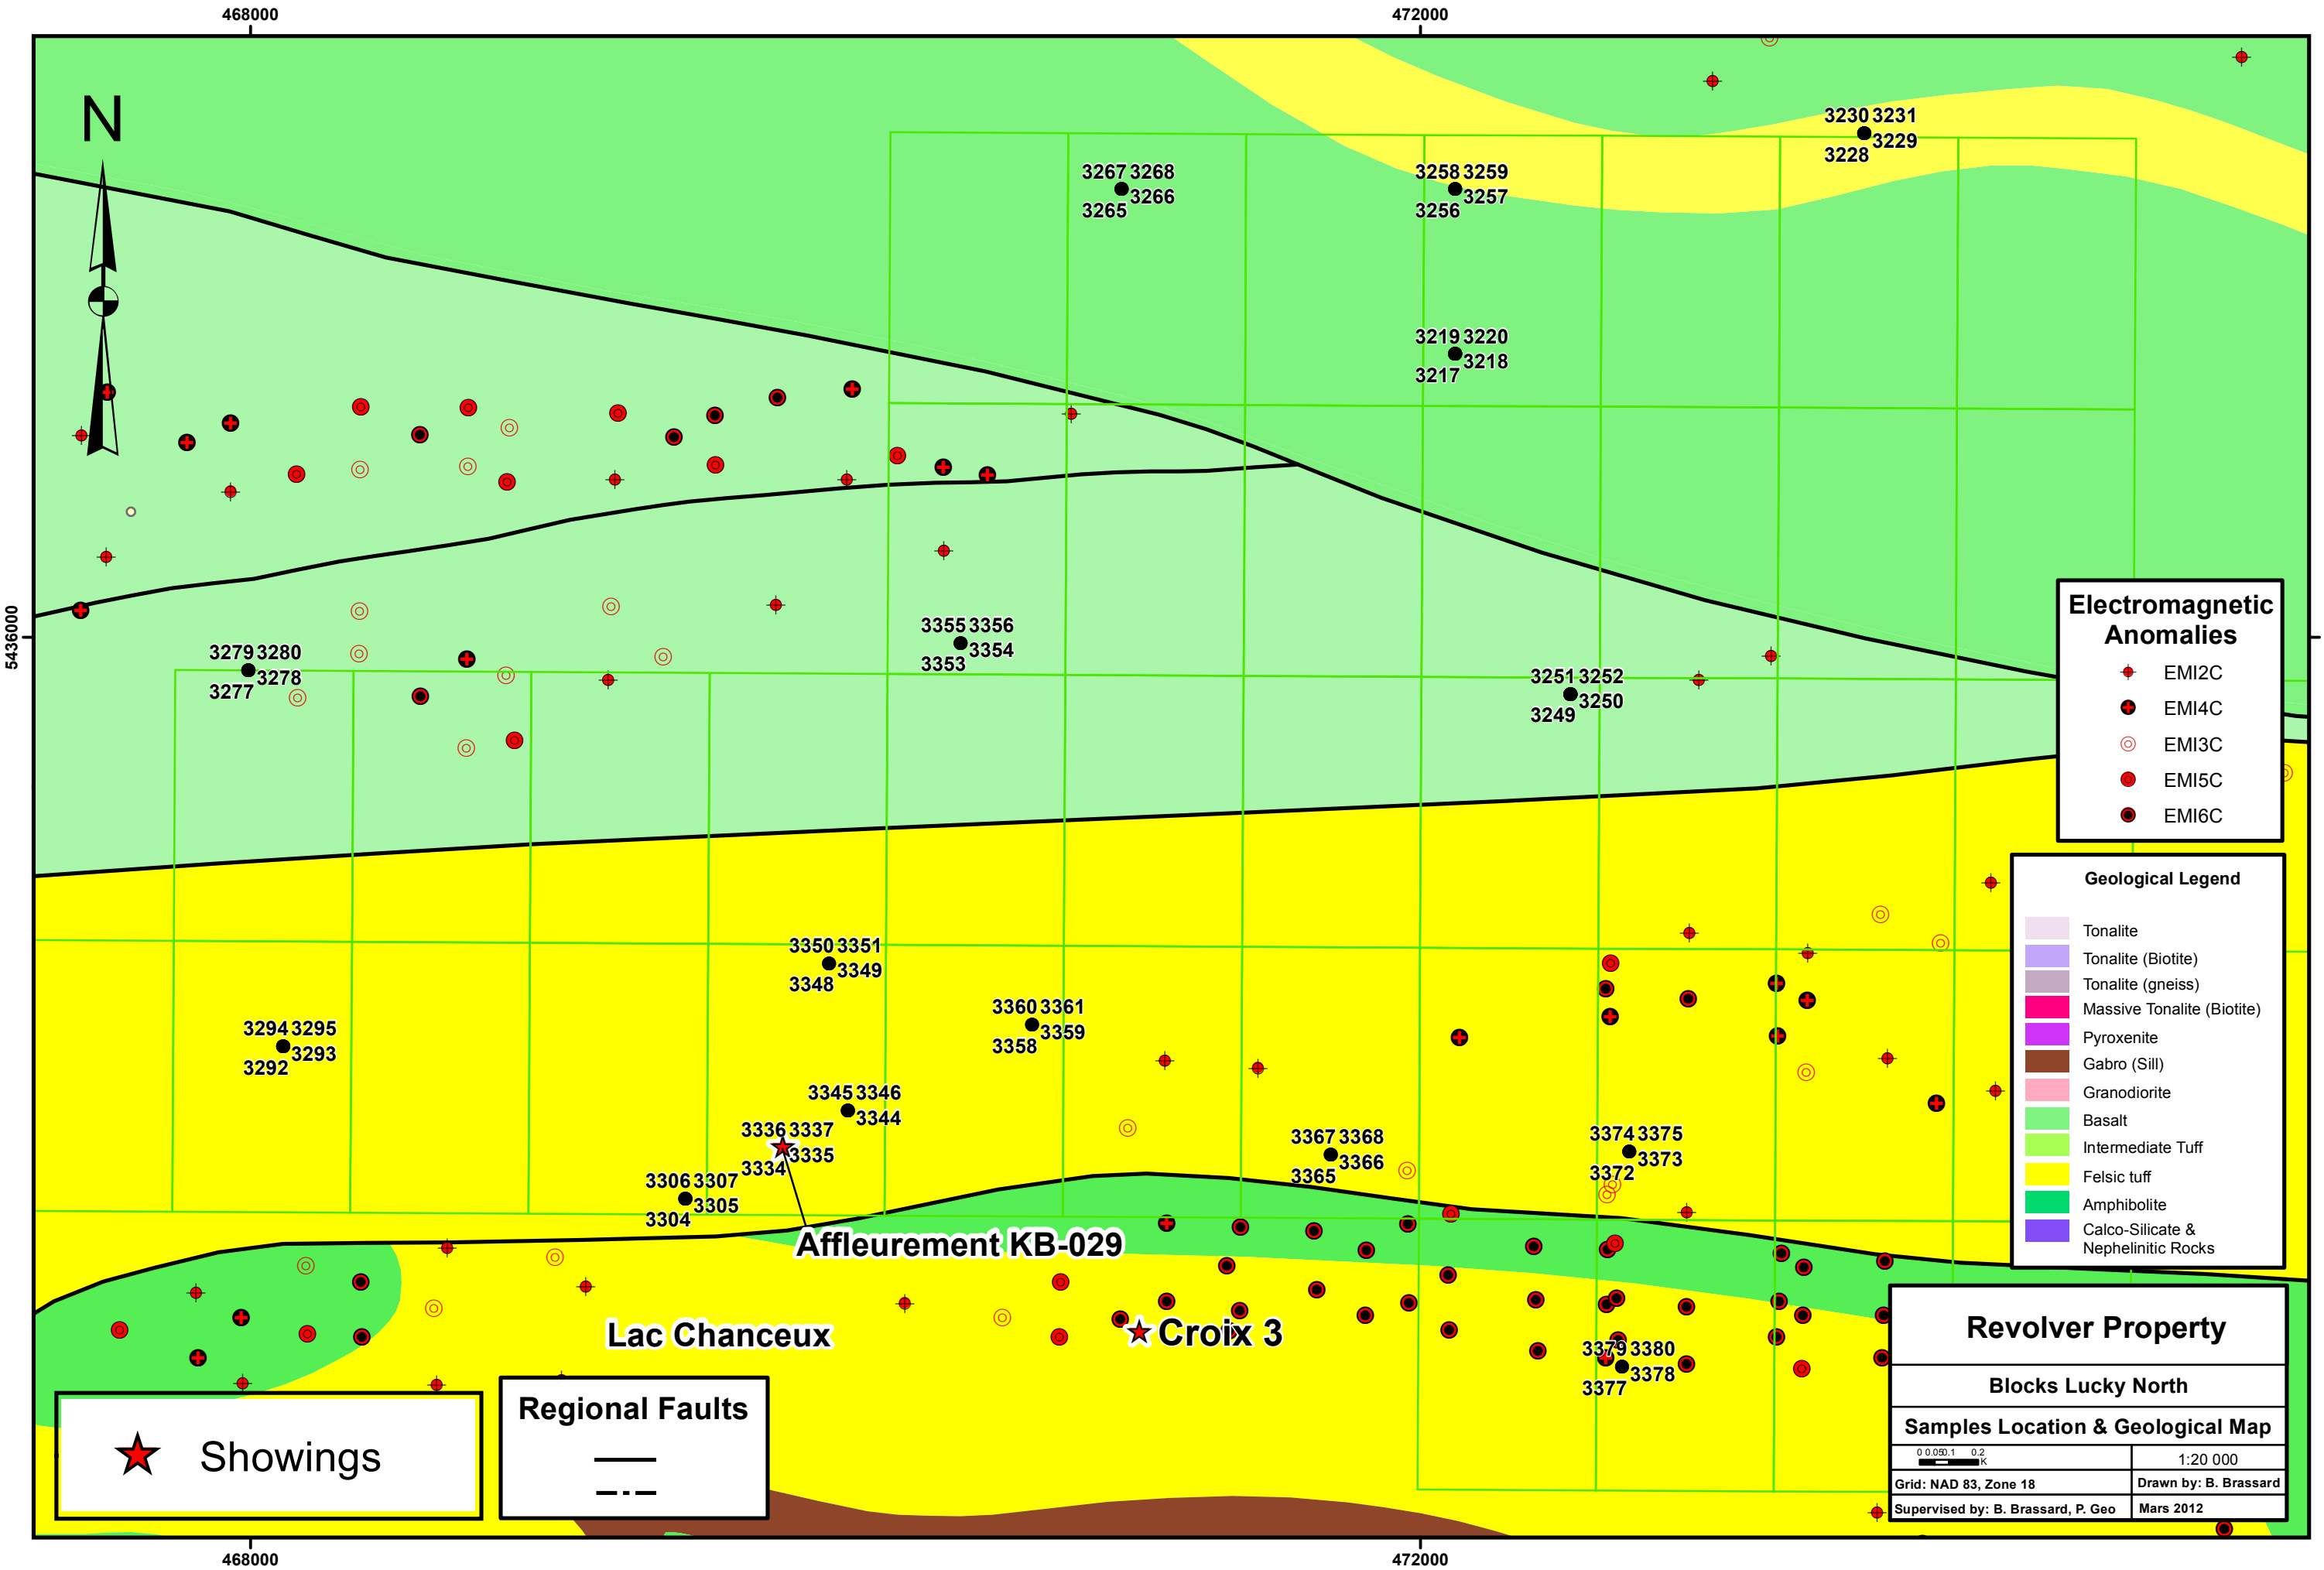 468000 472000
N
3230 3231
3229
3228
3267 3268
3266
3265
3258 3259
3257
3256
3219 3220
3218
3217
5436000
3279 3280
3278
3277
3355 3356
3354
3353
3251 3252
3250
3249
Electromagnetic
Anomalies
EMI2C
EMI4C
EMI3C
EMI5C
EMI6C
Geological Legend
Tonalite
Tonalite (Biotite)
Tonalite (gneiss)
Massive Tonalite (Biotite)
Pyroxenite
Gabro (Sill)
Granodiorite
Basalt
Intermediate Tuff
Felsic tuff
Amphibolite
Calco-Silicate &
Nephelinitic Rocks
3350 3351
3349
3348
3294 3295
3293
3292
3360 3361
3359
3358
3345 3346
3344
3336 3337
3335
3334
3306 3307
3305
3304
3367 3368
3366
3365
3374 3375
3373
3372
Affleurement KB-029
Lac Chanceux
Croix 3
3379 3380
3378
3377
Showings
Regional Faults
Revolver Property
Blocks Lucky North
Samples Location & Geological Map
0 0.05 0.1 0.2
K
1:20 000
Grid: NAD 83, Zone 18
Drawn by: B. Brassard
Supervised by: B. Brassard, P. Geo
Mars 2012
468000 472000